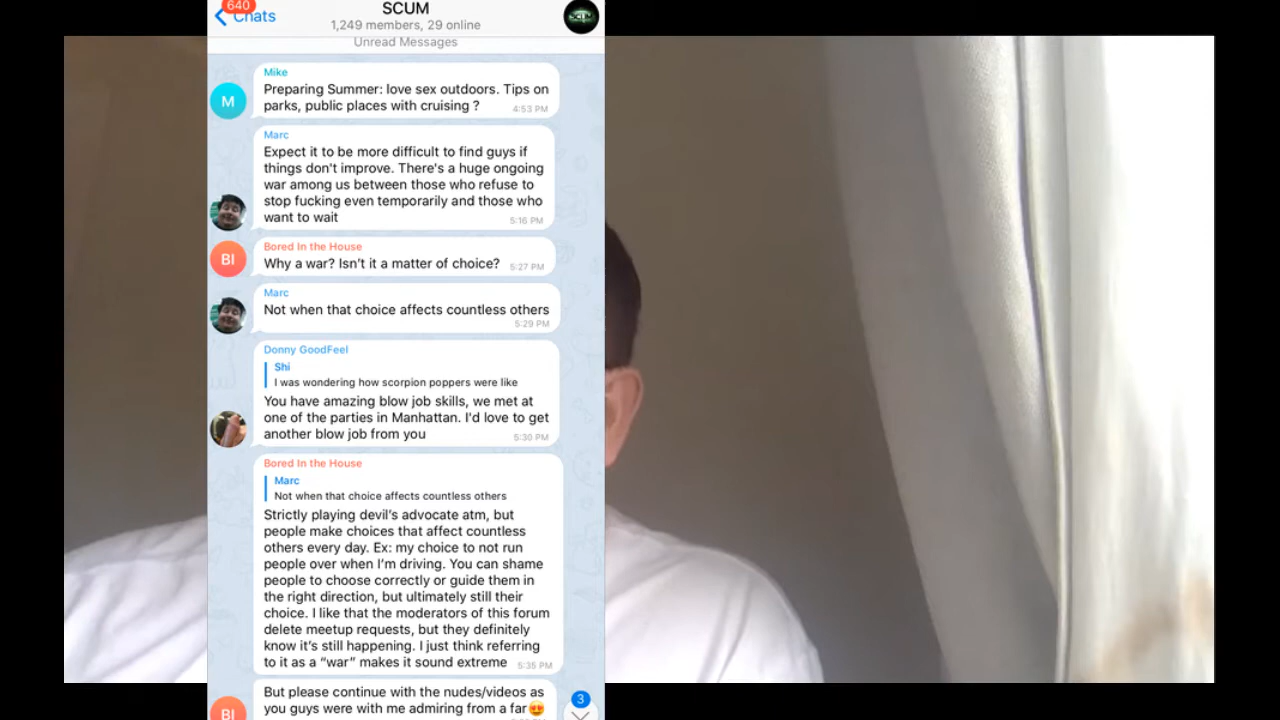 640
Chats
SCUM
1,249 members, 29 online
SCUM
Unread Messages
Mike
Preparing Summer: love sex outdoors. Tips on
parks, public places with cruising ?
4:53 PM
M
Marc
Expect it to be more difficult to find guys if
things don't improve. There's a huge ongoing
war among us between those who refuse to
stop fucking even temporarily and those who
want to wait
5:16 PM
Bored In the House
BI
Why a war? Isn't it a matter of choice?
5:27 PM
Marc
Not when that choice affects countless others
5:29 PM
Donny GoodFeel
Shi
I was wondering how scorpion poppers were like
You have amazing blow job skills, we met at
one of the parties in Manhattan. I'd love to get
another blow job from you
5:30 PM
Bored In the House
Marc
Not when that choice affects countless others
Strictly playing devil's advocate atm, but
people make choices that affect countless
others every day. Ex: my choice to not run
people over when I'm driving. You can shame
people to choose correctly or guide them in
the right direction, but ultimately still their
choice. I like that the moderators of this forum
delete meetup requests, but they definitely
know it's still happening. I just think referring
to it as a “war” makes it sound extreme
5:35 PM
But please continue with the nudes/videos as
you guys were with me admiring from a far😍
BI
3